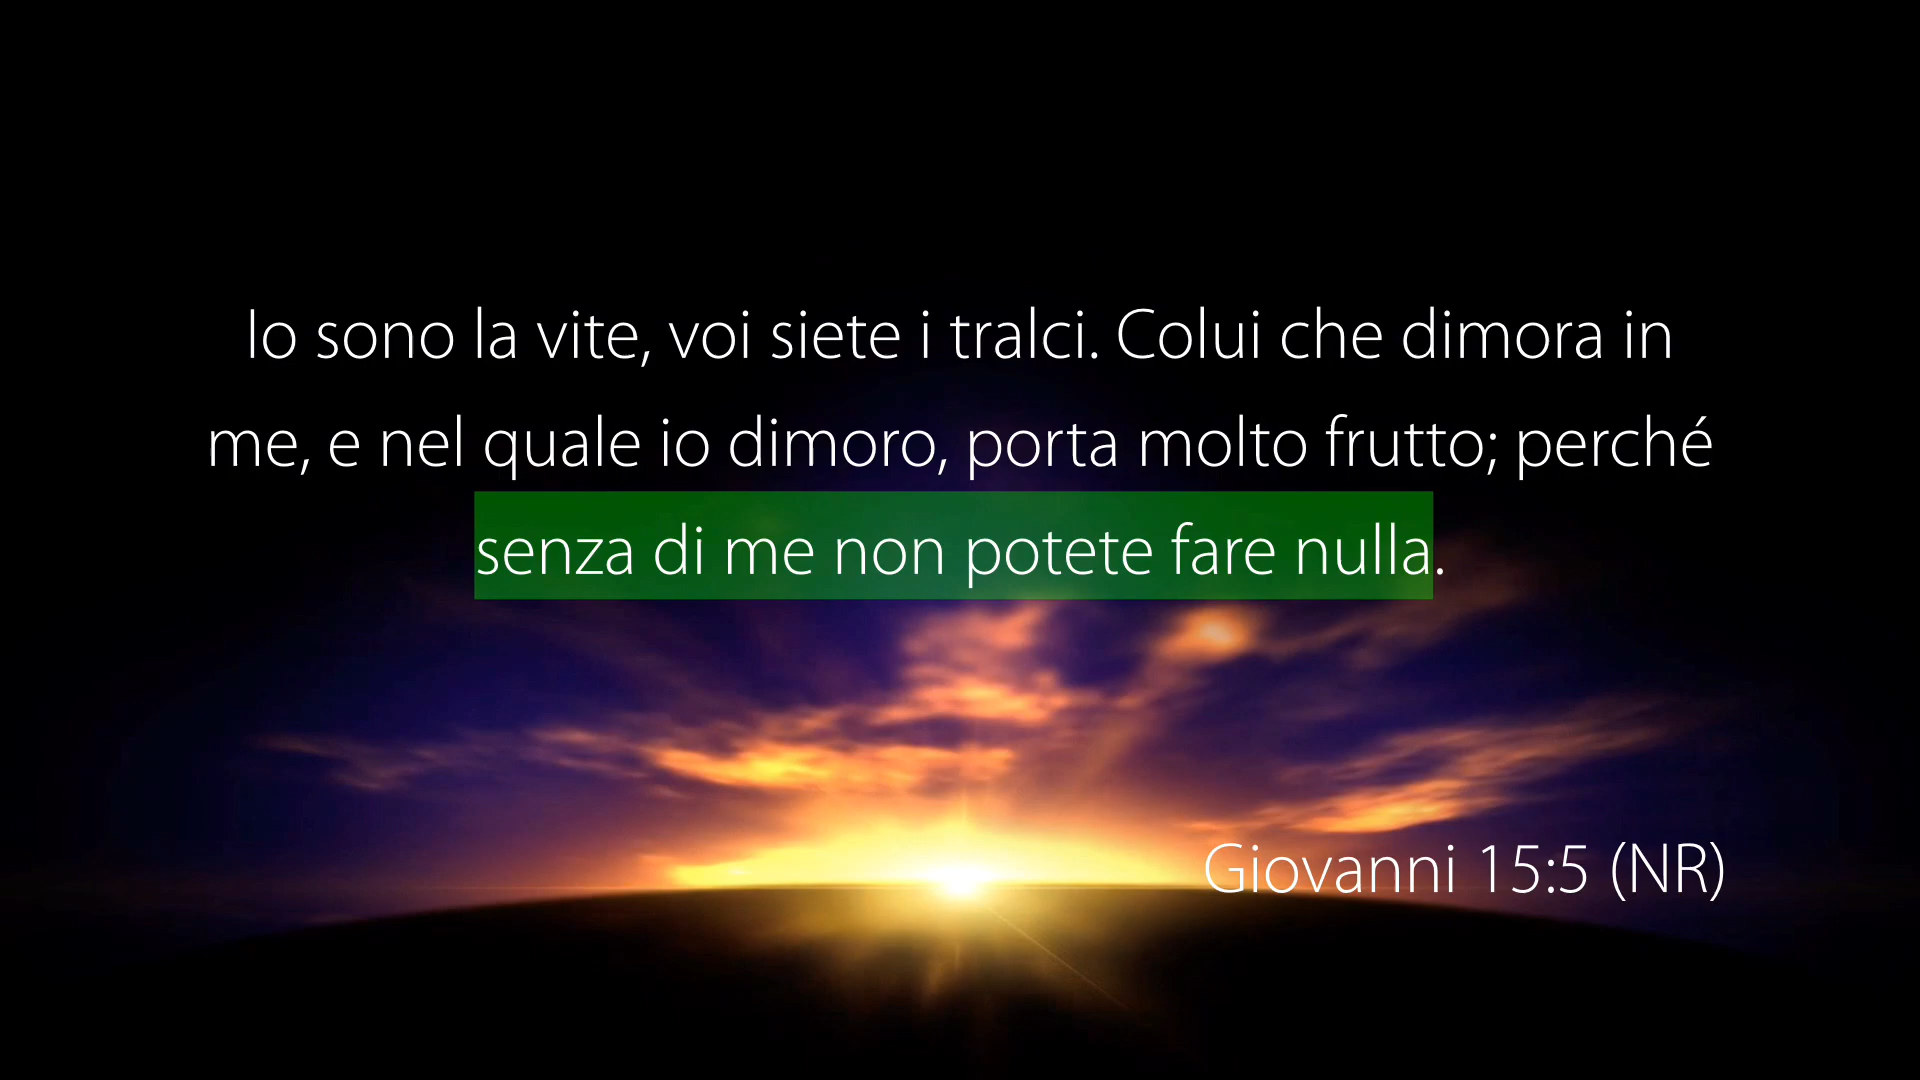 Io sono la vite, voi siete i tralci. Colui che dimora in
me, e nel quale io dimoro, porta molto frutto; perché
senza di me non potete fare nulla.
Giovanni 15:5 (NR)